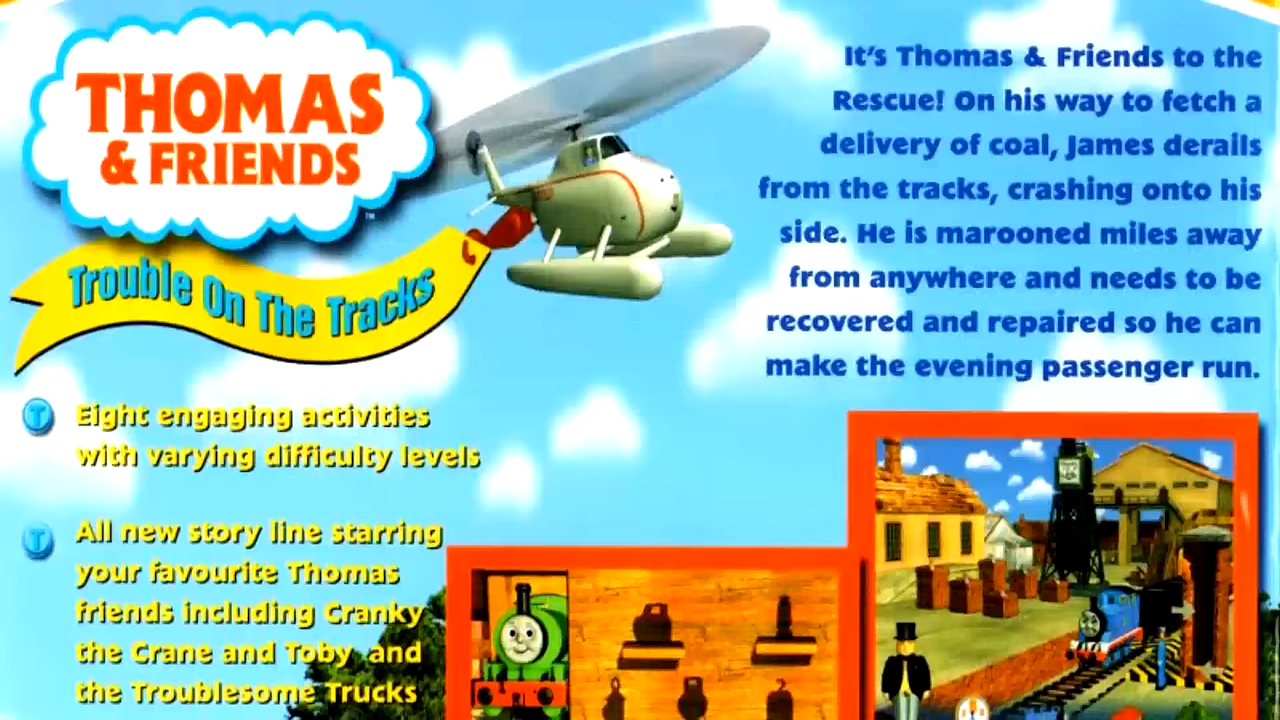 THOMAS
& FRIENDS
™
Trouble On The Tracks
It's Thomas & Friends to the
Rescue! On his way to fetch a
delivery of coal, James derails
from the tracks, crashing onto his
side. He is marooned miles away
from anywhere and needs to be
recovered and repaired so he can
make the evening passenger run.
T Eight engaging activities
with varying difficulty levels
T All new story line starring
your favourite Thomas
friends including Cranky
the Crane and Toby and
the Troublesome Trucks